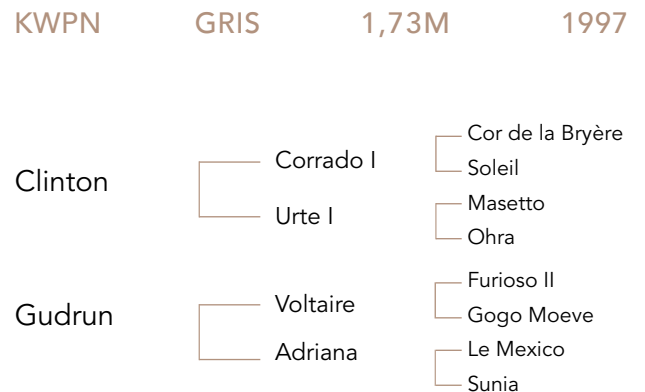 KWPN GRIS 1,73M 1997
Cor de la Bryère
Corrado I
Soleil
Clinton
Masetto
Urte I
Ohra
Furioso II
Voltaire
Gogo Moeve
Gudrun
Le Mexico
Adriana
Sunia